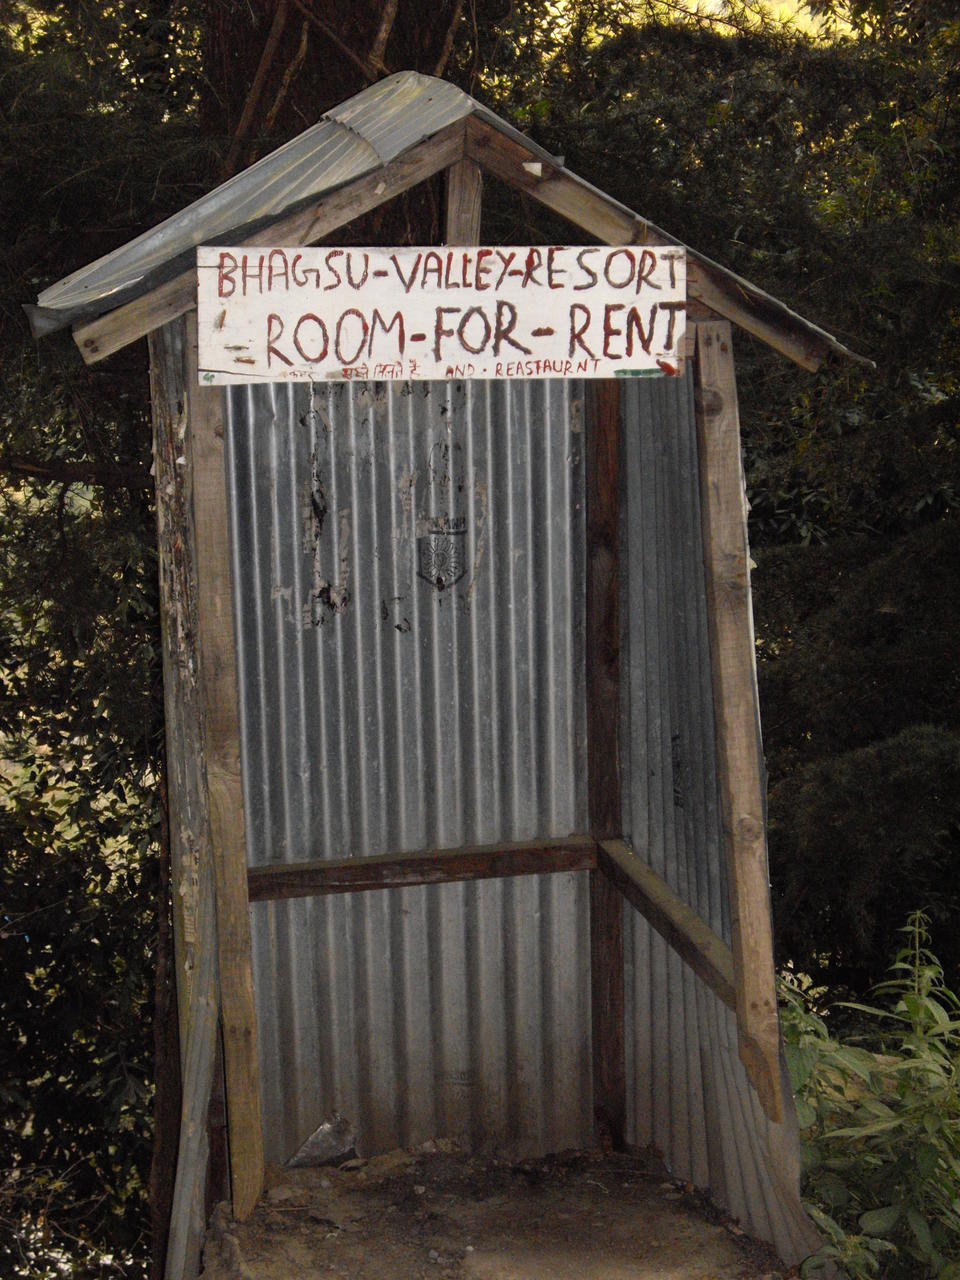 BHAGSU-VALLEY-RESORT
ROOM-FOR-RENT
AND. REASTAURNT